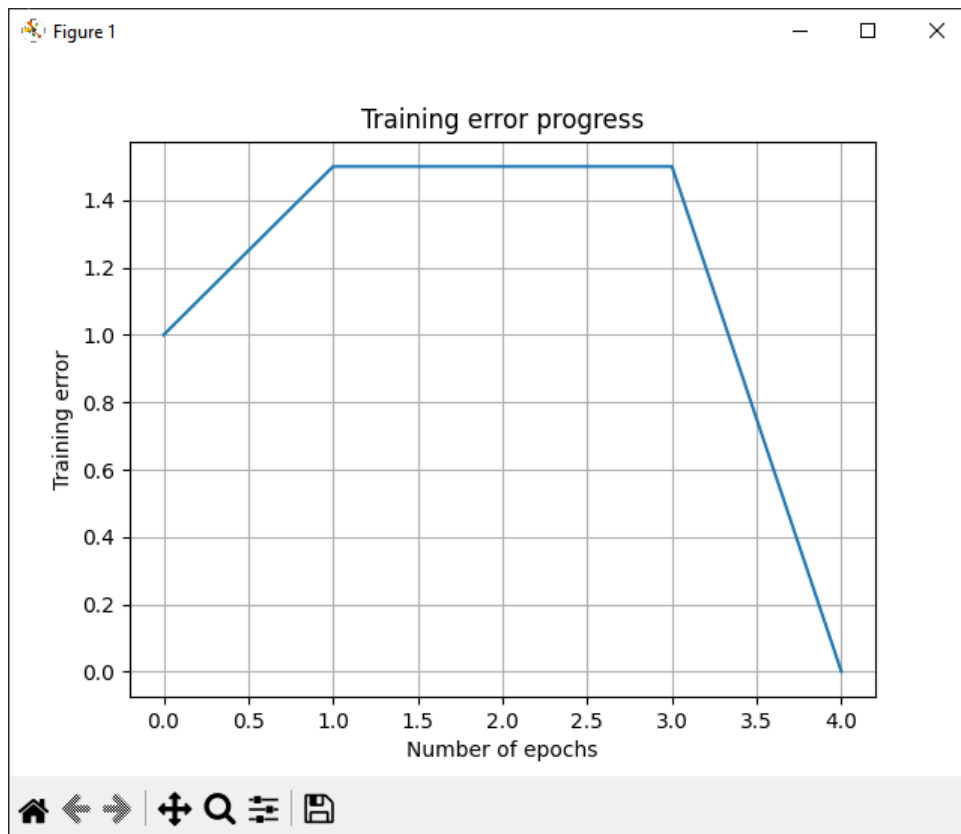 Figure 1
Training error progress
1.4
1.2
1.0
0.8
0.6
0.4
0.2
0.0
Training error
0.0 0.5 1.0 1.5 2.0 2.5 3.0 3.5 4.0
Number of epochs